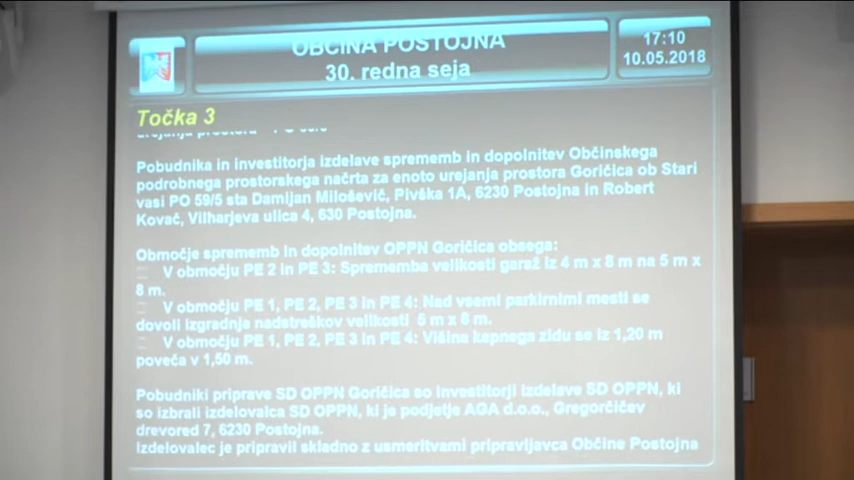 OBČINA POSTOJNA
30. redna seja
17:10
10.05.2018
Točka 3
urejanja prostora
Pobudnika in investitorja izdelave sprememb in dopolnitev Občinskega
podrobnega prostorskega načrta za enoto urejanja prostora Goričica ob Stari
vasi PO 59/5 sta Damijan Miloševič, Pivška 1A, 6230 Postojna in Robert
Kovač, Vilharjeva ulica 4, 630 Postojna.
Območje sprememb in dopolnitev OPPN Goričica obsega:
V območju PE 2 in PE 3: Sprememba velikosti garaž iz 4 m x 8 m na 5 m x
8 m.
V območju PE 1, PE 2, PE 3 in PE 4: Nad vsemi parkirnimi mesti se
dovoli izgradnja nadstreškov velikosti 5 m x 8 m.
V območju PE 1, PE 2, PE 3 in PE 4: Višina kapnega zidu se iz 1,20 m
poveča v 1,50 m.
Pobudniki priprave SD OPPN Goričica so investitorji izdelave SD OPPN, ki
so izbrali izdelovalca SD OPPN, ki je podjetje AGA d.o.o., Gregorčičev
drevored 7, 6230 Postojna.
Izdelovalec je pripravil skladno z usmeritvami pripravljavca Občine Postojna